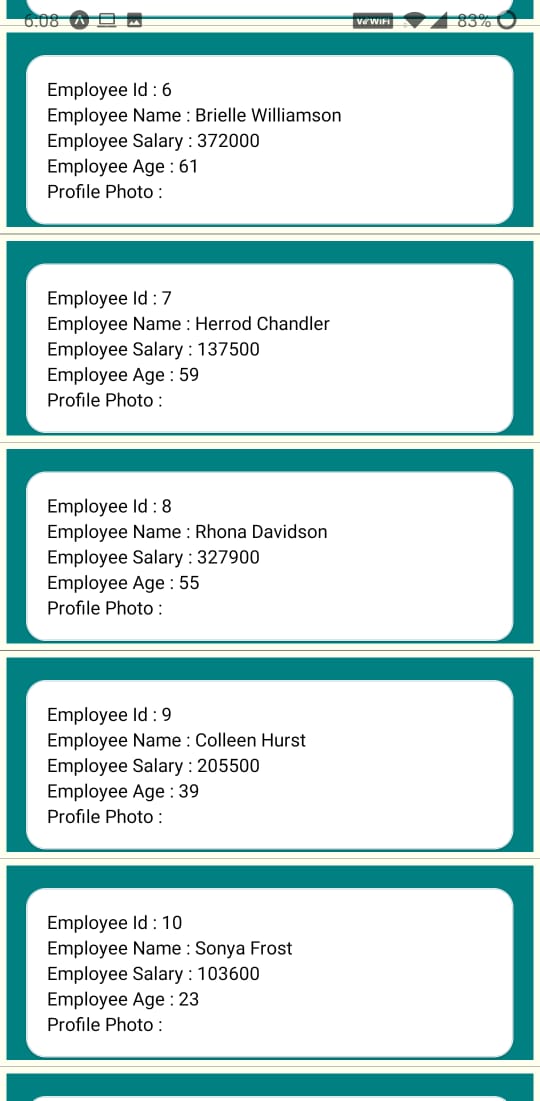 6:08 VoWiFi 83%
Employee Id : 6
Employee Name : Brielle Williamson
Employee Salary : 372000
Employee Age : 61
Profile Photo :
Employee Id : 7
Employee Name : Herrod Chandler
Employee Salary : 137500
Employee Age : 59
Profile Photo :
Employee Id : 8
Employee Name : Rhona Davidson
Employee Salary : 327900
Employee Age : 55
Profile Photo :
Employee Id : 9
Employee Name : Colleen Hurst
Employee Salary : 205500
Employee Age : 39
Profile Photo :
Employee Id : 10
Employee Name : Sonya Frost
Employee Salary : 103600
Employee Age : 23
Profile Photo :